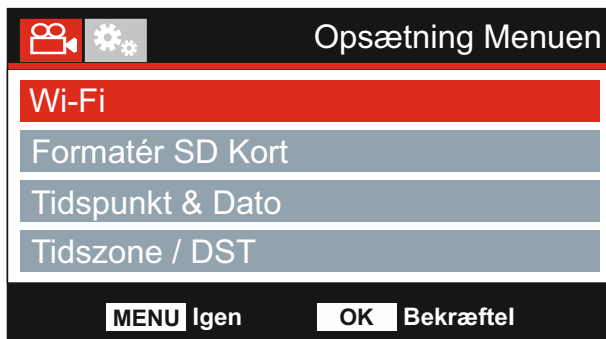 Opsætning Menuen
Wi-Fi
Formatér SD Kort
Tidspunkt & Dato
Tidszone / DST
MENU Igen OK Bekræftel